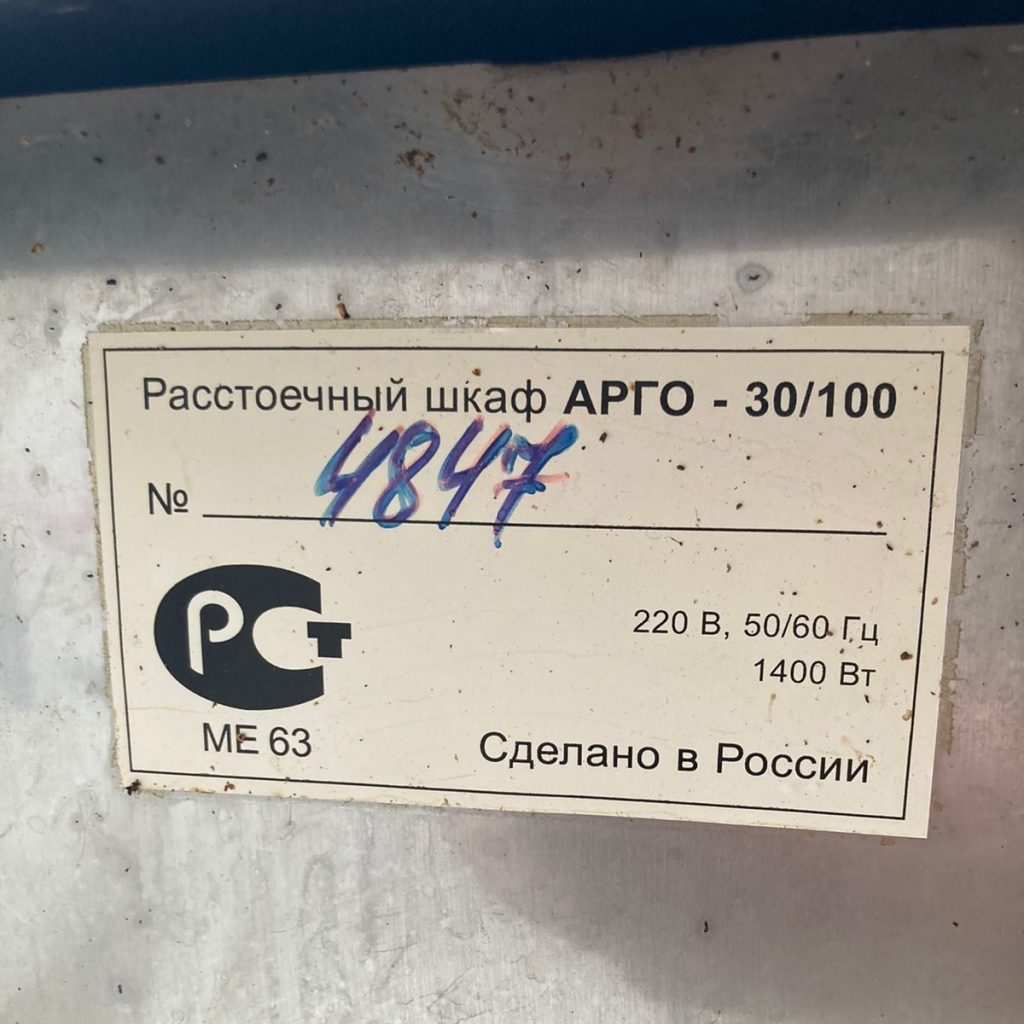 Расстоечный шкаф АРГО - 30/100
№ 4847
РСТ
220 В, 50/60 Гц
1400 Вт
МЕ 63
Сделано в России